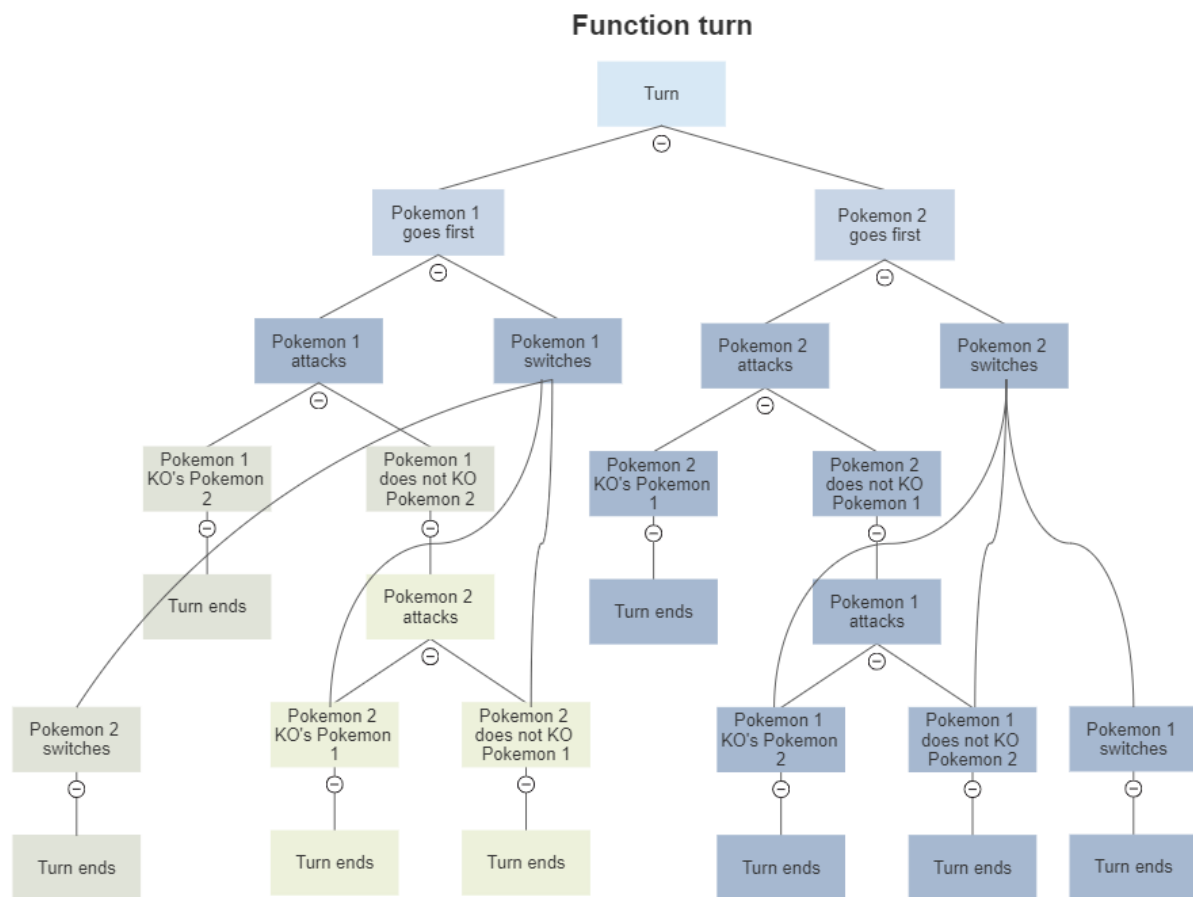 Function turn
Turn
Pokemon 1
goes first
Pokemon 2
goes first
Pokemon 1
attacks
Pokemon 1
switches
Pokemon 2
attacks
Pokemon 2
switches
Pokemon 1
KO's Pokemon
2
Pokemon 1
does not KO
Pokemon 2
Pokemon 2
KO's Pokemon
1
Pokemon 2
does not KO
Pokemon 1
Turn ends
Pokemon 2
attacks
Turn ends
Pokemon 1
attacks
Pokemon 2
switches
Pokemon 2
KO's Pokemon
1
Pokemon 2
does not KO
Pokemon 1
Pokemon 1
KO's Pokemon
2
Pokemon 1
does not KO
Pokemon 2
Pokemon 1
switches
Turn ends
Turn ends
Turn ends
Turn ends
Turn ends
Turn ends